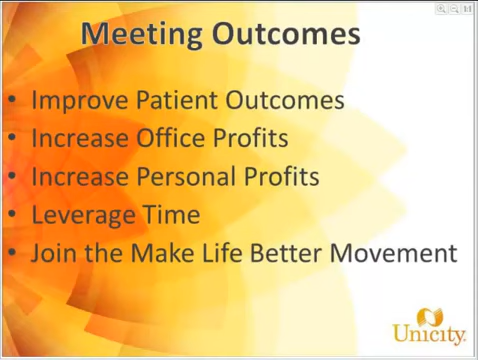 Meeting Outcomes
• Improve Patient Outcomes
• Increase Office Profits
• Increase Personal Profits
• Leverage Time
• Join the Make Life Better Movement
Unicity.